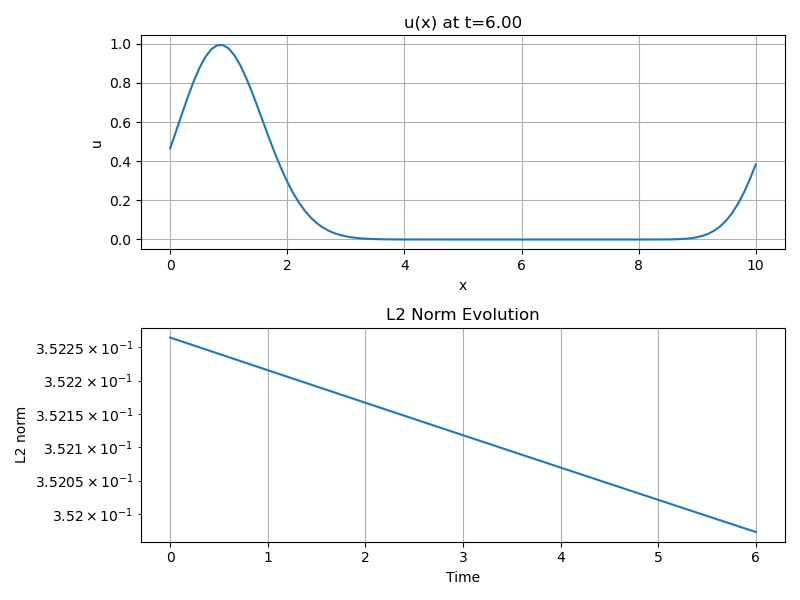 u(x) at t=6.00
1.0
0.8
0.6
0.4
0.2
0.0
u
0 2 4 6 8 10
x
L2 Norm Evolution
3.5225 × 10⁻¹
3.522 × 10⁻¹
3.5215 × 10⁻¹
3.521 × 10⁻¹
3.5205 × 10⁻¹
3.52 × 10⁻¹
L2 norm
0 1 2 3 4 5 6
Time